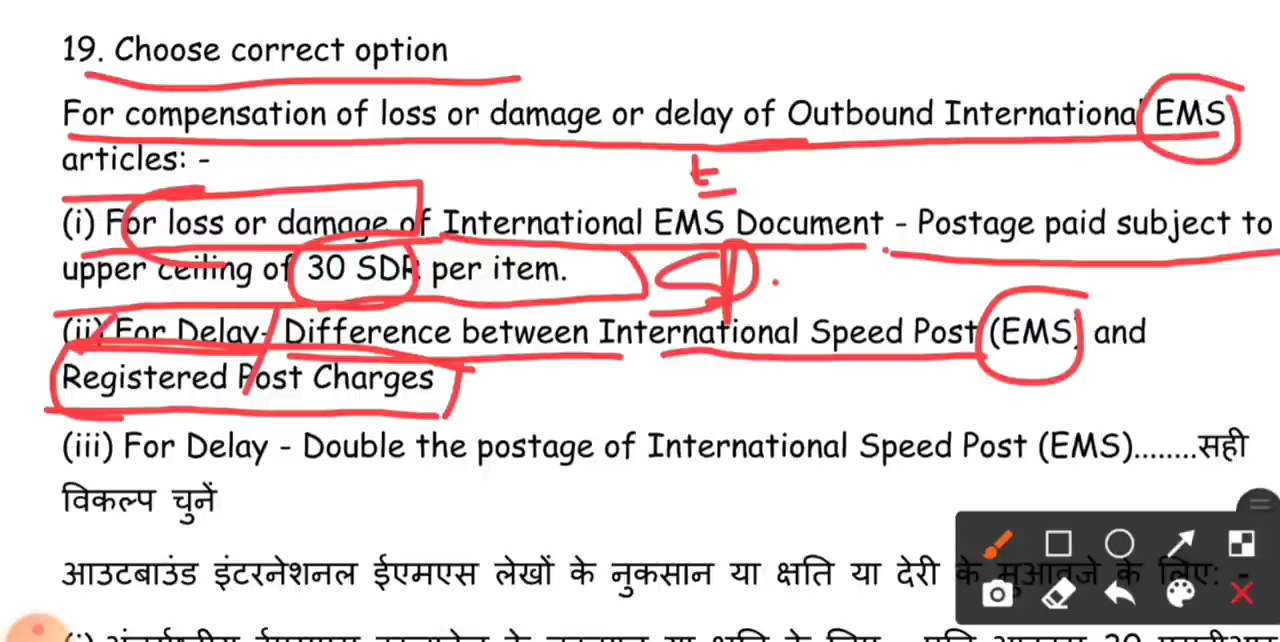 19. Choose correct option
For compensation of loss or damage or delay of Outbound International EMS
articles: -
t
(i) For loss or damage of International EMS Document - Postage paid subject to
upper ceiling of 30 SDR per item.
SP.
(ii) For Delay- Difference between International Speed Post (EMS) and
Registered Post Charges
(iii) For Delay - Double the postage of International Speed Post (EMS)........सही
विकल्प चुनें
आउटबाउंड इंटरनेशनल ईएमएस लेखों के नुकसान या क्षति या देरी के मुआवजे के लिए: -